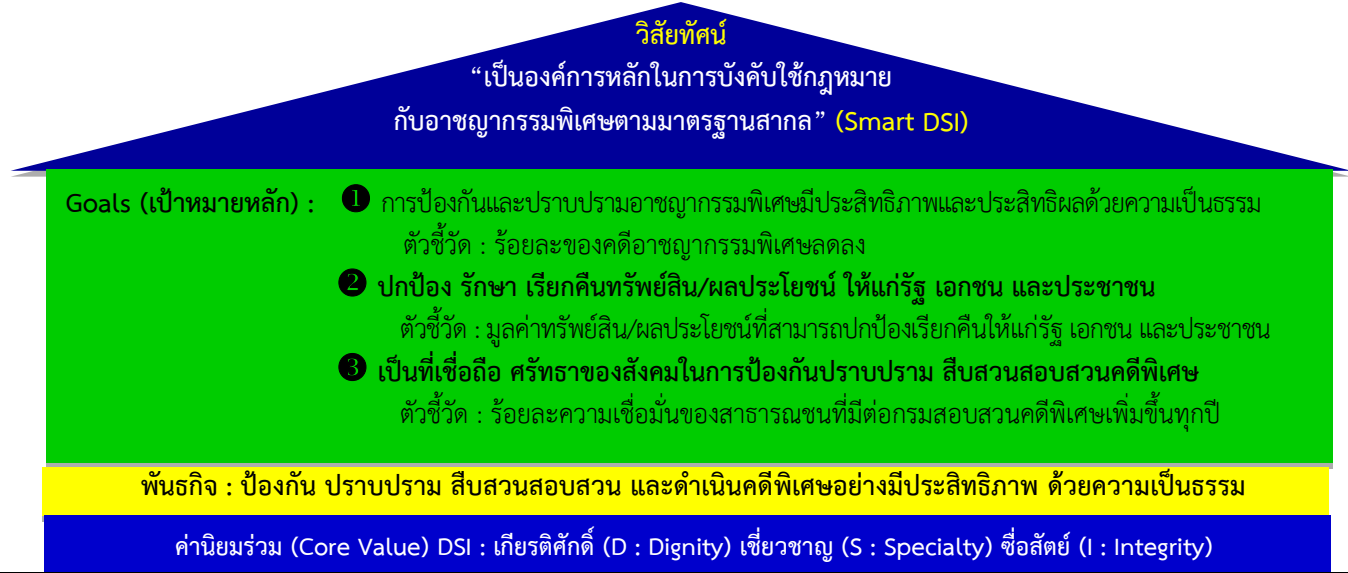 วิสัยทัศน์
“เป็นองค์การหลักในการบังคับใช้กฎหมาย
กับอาชญากรรมพิเศษตามมาตรฐานสากล” (Smart DSI)
Goals (เป้าหมายหลัก) : ❶ การป้องกันและปราบปรามอาชญากรรมพิเศษมีประสิทธิภาพและประสิทธิผลด้วยความเป็นธรรม
ตัวชี้วัด : ร้อยละของคดีอาชญากรรมพิเศษลดลง
❷ ปกป้อง รักษา เรียกคืนทรัพย์สิน/ผลประโยชน์ ให้แก่รัฐ เอกชน และประชาชน
ตัวชี้วัด : มูลค่าทรัพย์สิน/ผลประโยชน์ที่สามารถปกป้องเรียกคืนให้แก่รัฐ เอกชน และประชาชน
❸ เป็นที่เชื่อถือ ศรัทธาของสังคมในการป้องกันปราบปราม สืบสวนสอบสวนคดีพิเศษ
ตัวชี้วัด : ร้อยละความเชื่อมั่นของสาธารณชนที่มีต่อกรมสอบสวนคดีพิเศษเพิ่มขึ้นทุกปี
พันธกิจ : ป้องกัน ปราบปราม สืบสวนสอบสวน และดำเนินคดีพิเศษอย่างมีประสิทธิภาพ ด้วยความเป็นธรรม
ค่านิยมร่วม (Core Value) DSI : เกียรติศักดิ์ (D : Dignity) เชี่ยวชาญ (S : Specialty) ซื่อสัตย์ (I : Integrity)